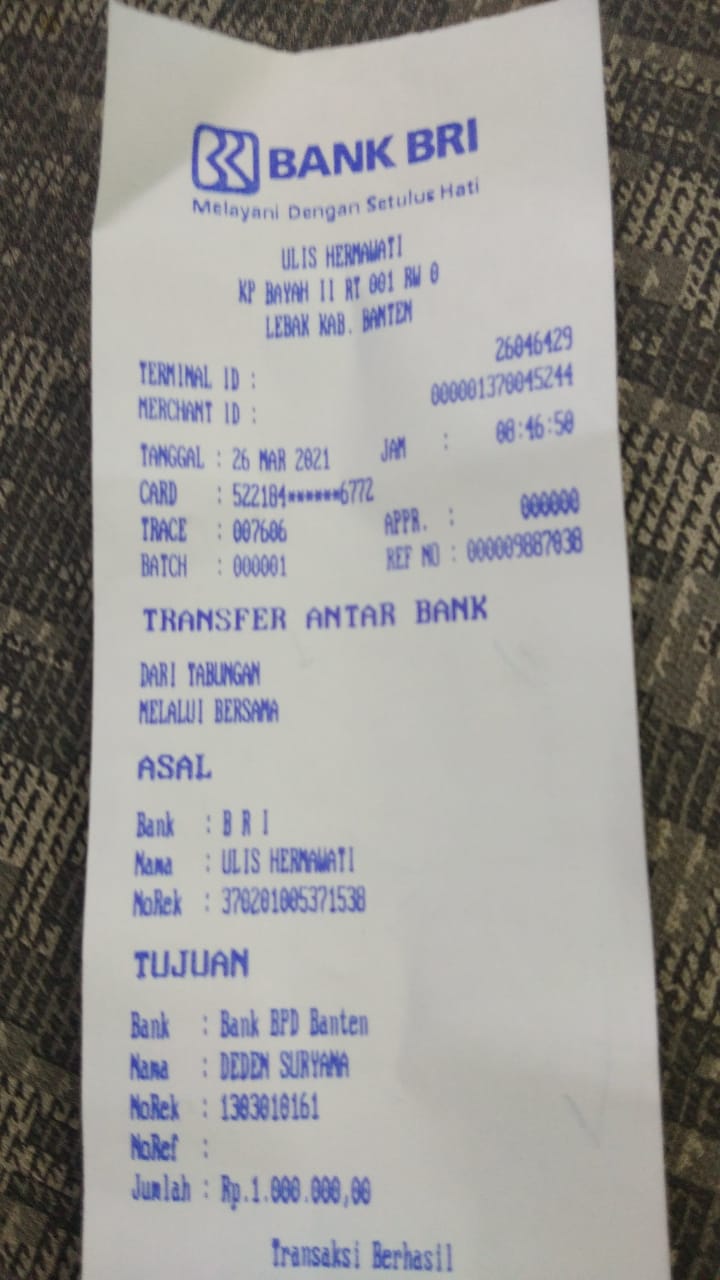 BANK BRI
Melayani Dengan Setulus Hati
ULIS HERMAWATI
KP BAYAH II RT 001 RW 0
LEBAK KAB. BANTEN
TERMINAL ID : 26046429
MERCHANT ID : 000001370045244
TANGGAL : 26 MAR 2021 JAM : 08:46:50
CARD : 522184******6772
TRACE : 007606 APPR. : 000000
BATCH : 000001 REF NO : 000009887038
TRANSFER ANTAR BANK
DARI TABUNGAN
MELALUI BERSAMA
ASAL
Bank : B R I
Nama : ULIS HERMAWATI
NoRek : 370201005371538
TUJUAN
Bank : Bank BPD Banten
Nama : DEDEN SURYANA
NoRek : 1303010161
NoRef :
Jumlah : Rp.1.000.000,00
Transaksi Berhasil